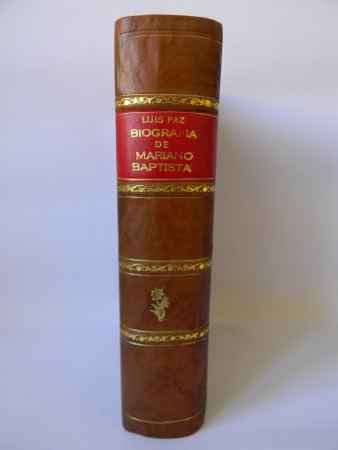 LUIS PAZ
BIOGRAFIA
DE
MARIANO
BAPTISTA